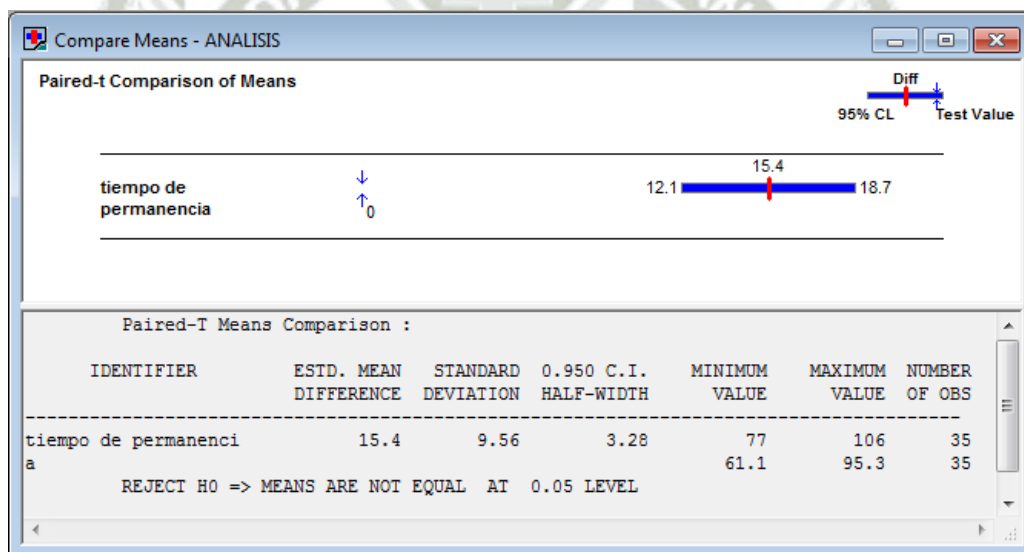 Compare Means - ANALISIS
Paired-t Comparison of Means
Diff
95% CL Test Value
15.4
tiempo de 12.1 18.7
permanencia 0
Paired-T Means Comparison :
IDENTIFIER ESTD. MEAN STANDARD 0.950 C.I. MINIMUM MAXIMUM NUMBER
DIFFERENCE DEVIATION HALF-WIDTH VALUE VALUE OF OBS
tiempo de permanenci 15.4 9.56 3.28 77 106 35
a 61.1 95.3 35
REJECT H0 => MEANS ARE NOT EQUAL AT 0.05 LEVEL